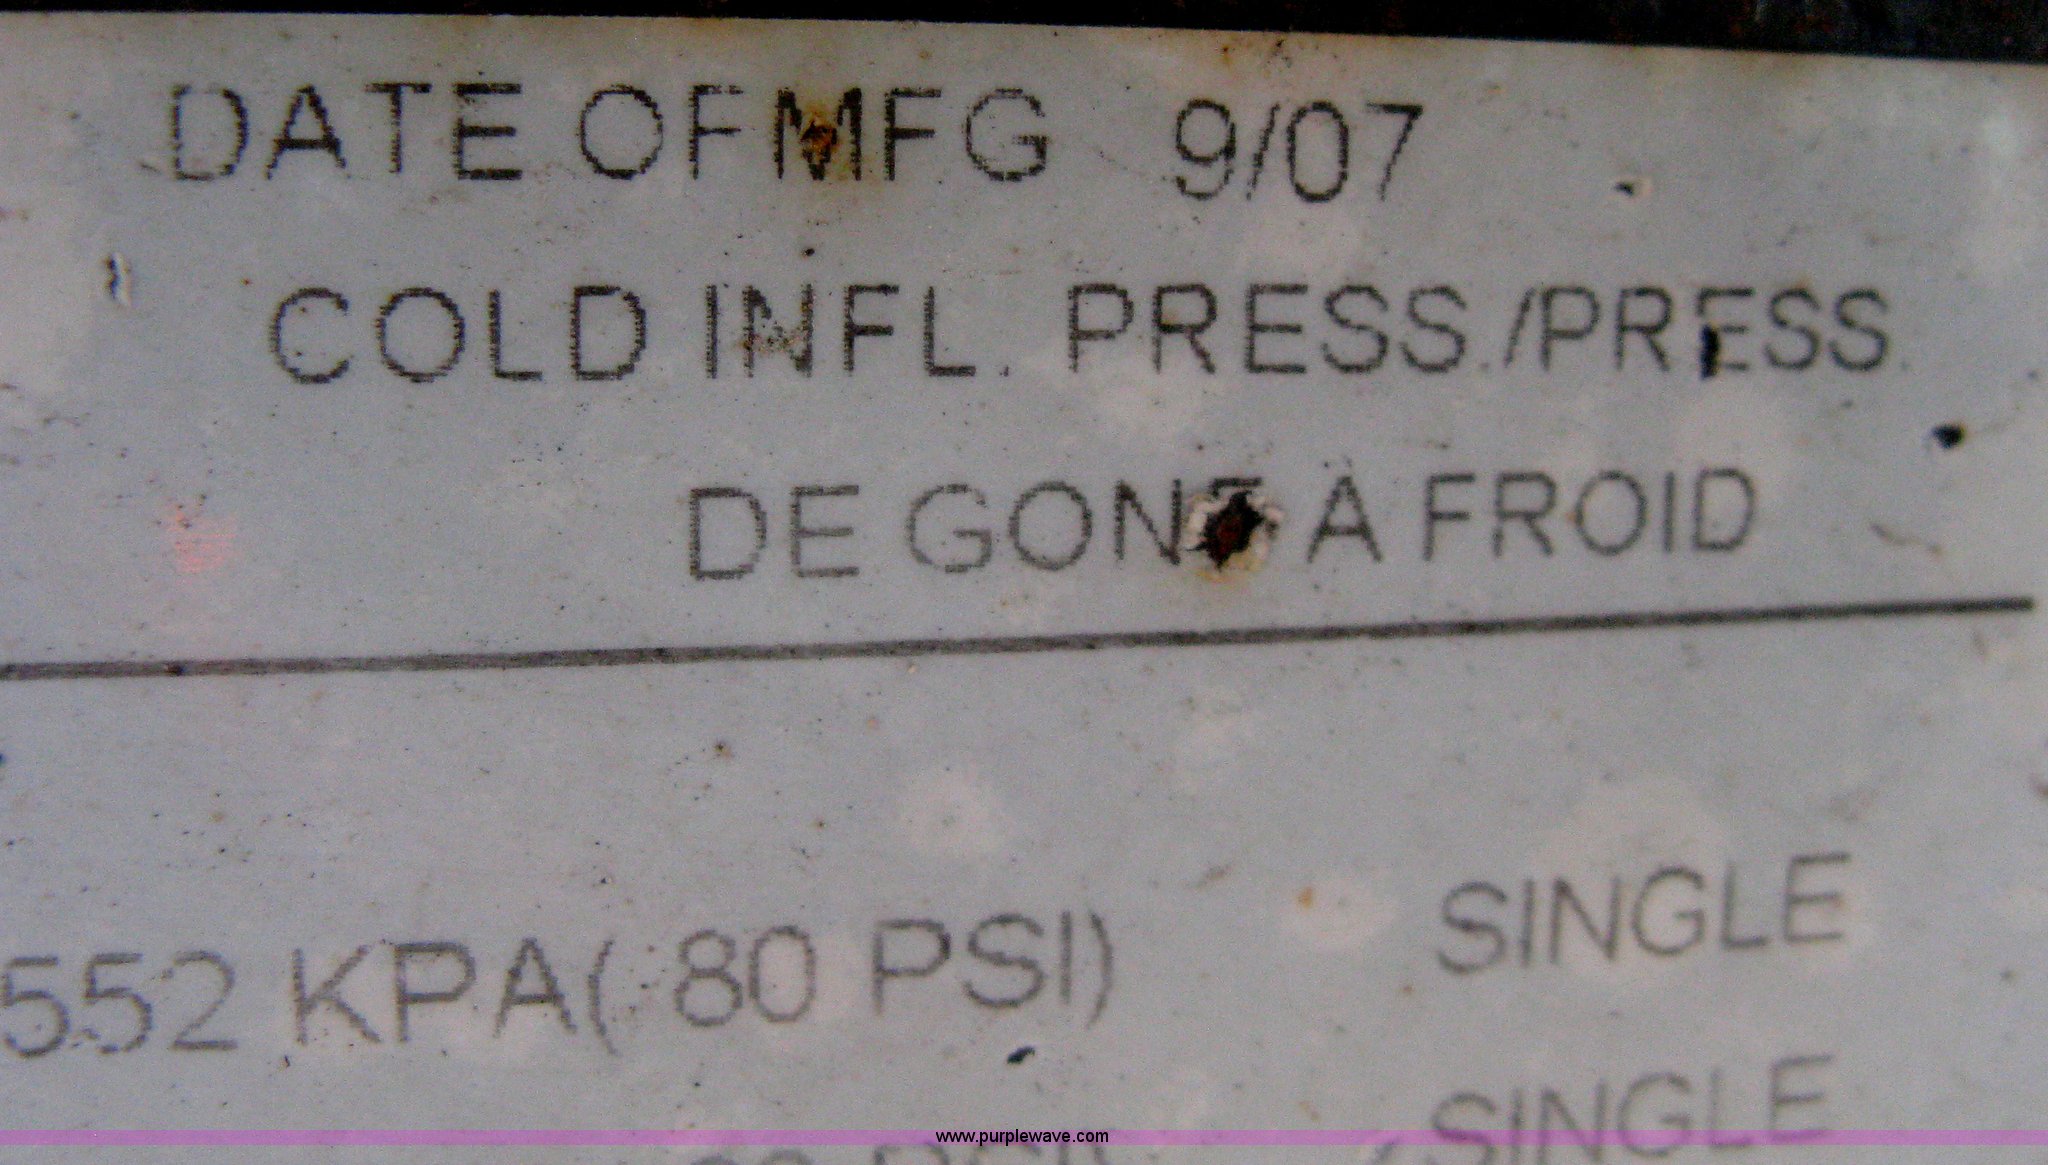 DATE OF MFG 9/07
COLD INFL. PRESS./PRESS.
DE GONF A FROID
552 KPA( 80 PSI) SINGLE
SINGLE
www.purplewave.com